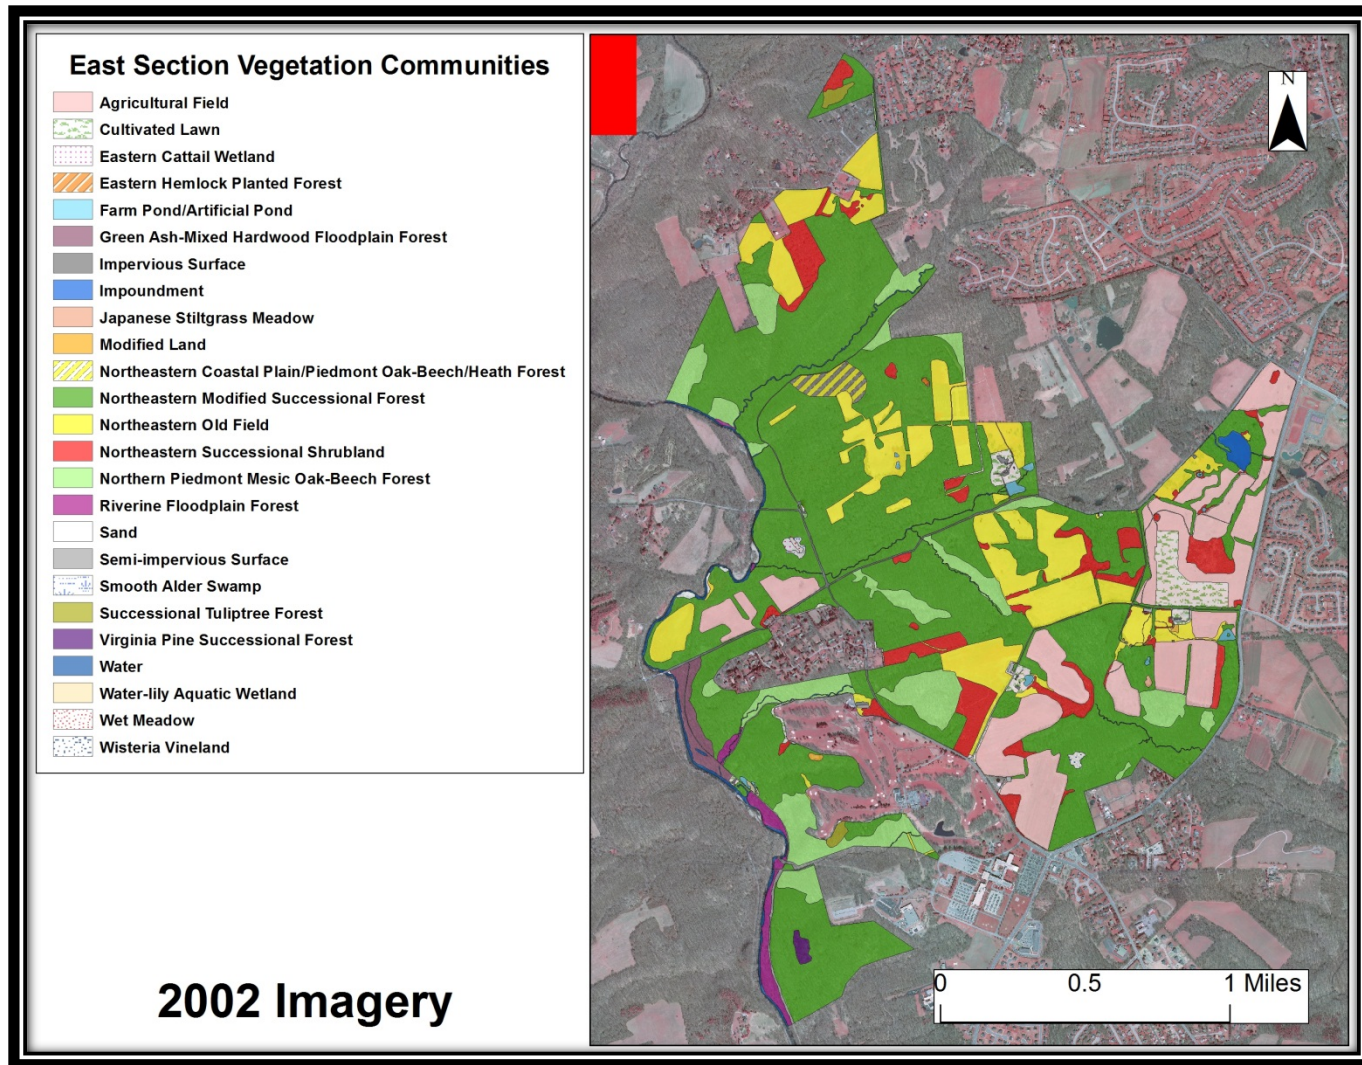 East Section Vegetation Communities
Agricultural Field
Cultivated Lawn
Eastern Cattail Wetland
Eastern Hemlock Planted Forest
Farm Pond/Artificial Pond
Green Ash-Mixed Hardwood Floodplain Forest
Impervious Surface
Impoundment
Japanese Stiltgrass Meadow
Modified Land
Northeastern Coastal Plain/Piedmont Oak-Beech/Heath Forest
Northeastern Modified Successional Forest
Northeastern Old Field
Northeastern Successional Shrubland
Northern Piedmont Mesic Oak-Beech Forest
Riverine Floodplain Forest
Sand
Semi-impervious Surface
Smooth Alder Swamp
Successional Tuliptree Forest
Virginia Pine Successional Forest
Water
Water-lily Aquatic Wetland
Wet Meadow
Wisteria Vineland
2002 Imagery
N
0 0.5 1 Miles